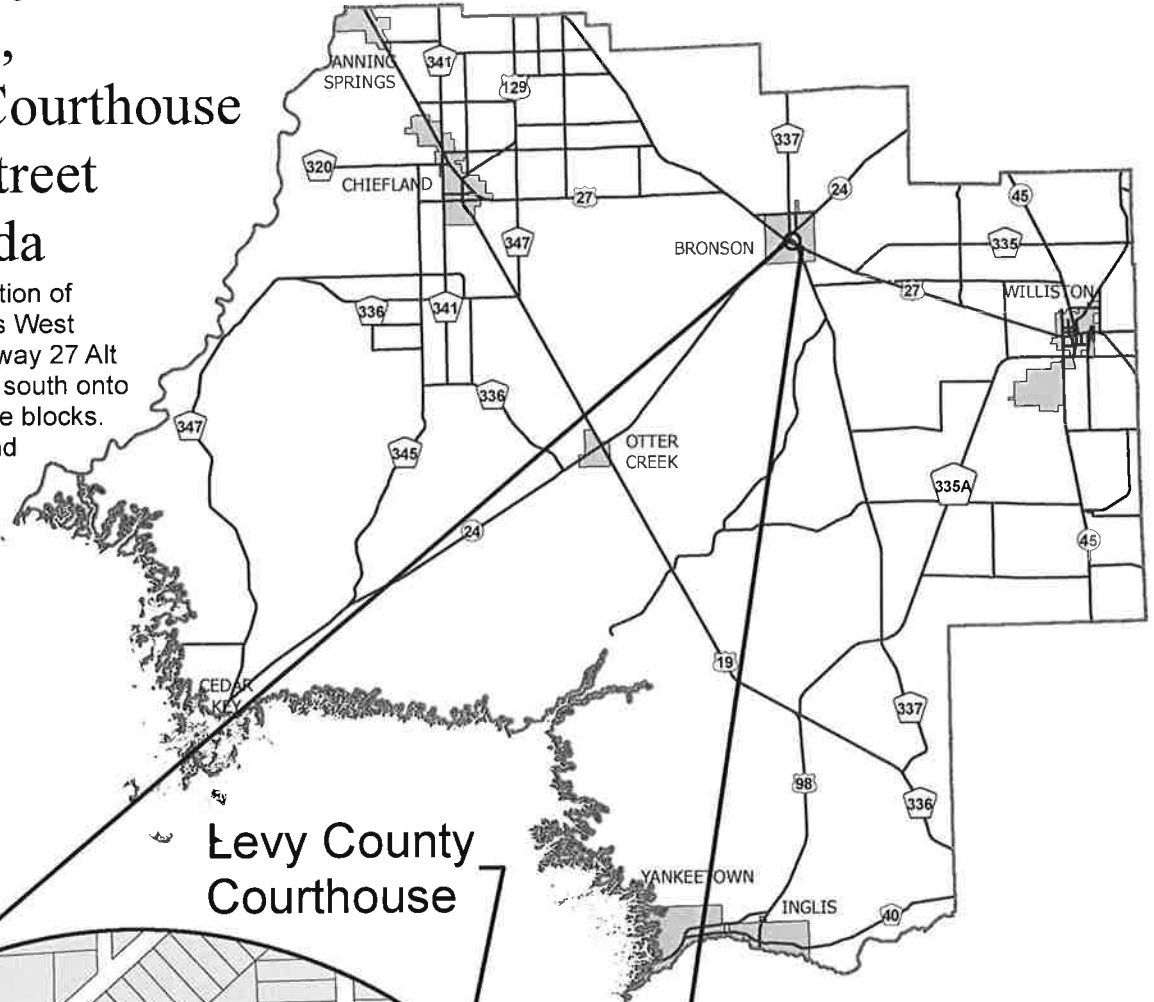 ,
Courthouse
treet
da
tion of
s West
way 27 Alt
south onto
e blocks.
nd
ANNING
SPRINGS
341
129
337
320
CHIEFLAND
24
45
27
347
BRONSON
335
27
WILLISTON
336
341
336
347
345
OTTER
CREEK
335A
24
45
19
CEDAR
KEY
337
98
336
Levy County
Courthouse
YANKEETOWN
INGLIS
40